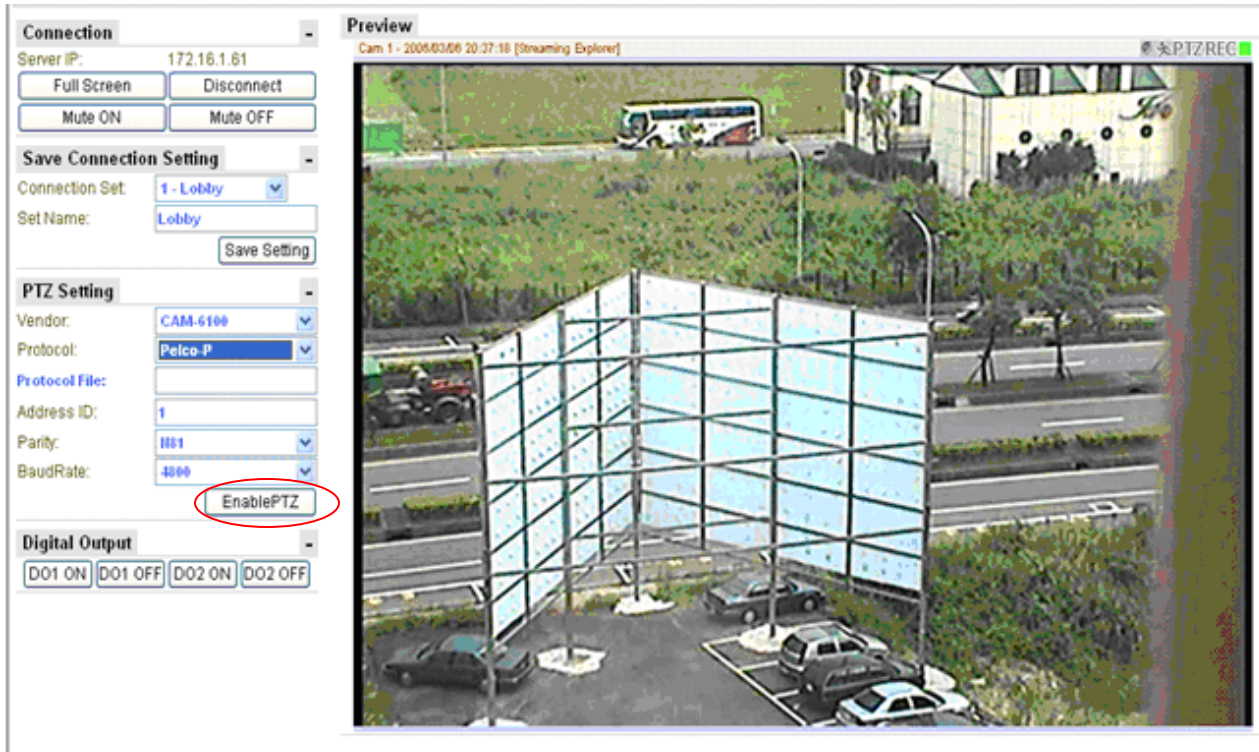 Connection -
Server IP: 172.16.1.61
Full Screen Disconnect
Mute ON Mute OFF
Save Connection Setting -
Connection Set: 1 - Lobby
Set Name: Lobby
Save Setting
PTZ Setting -
Vendor: CAM-6100
Protocol: Pelco-P
Protocol File:
Address ID: 1
Parity: N81
BaudRate: 4800
EnablePTZ
Digital Output -
DO1 ON DO1 OFF DO2 ON DO2 OFF
Preview
Cam 1 - 2006/03/06 20:37:18 [Streaming Explorer] PTZ REC